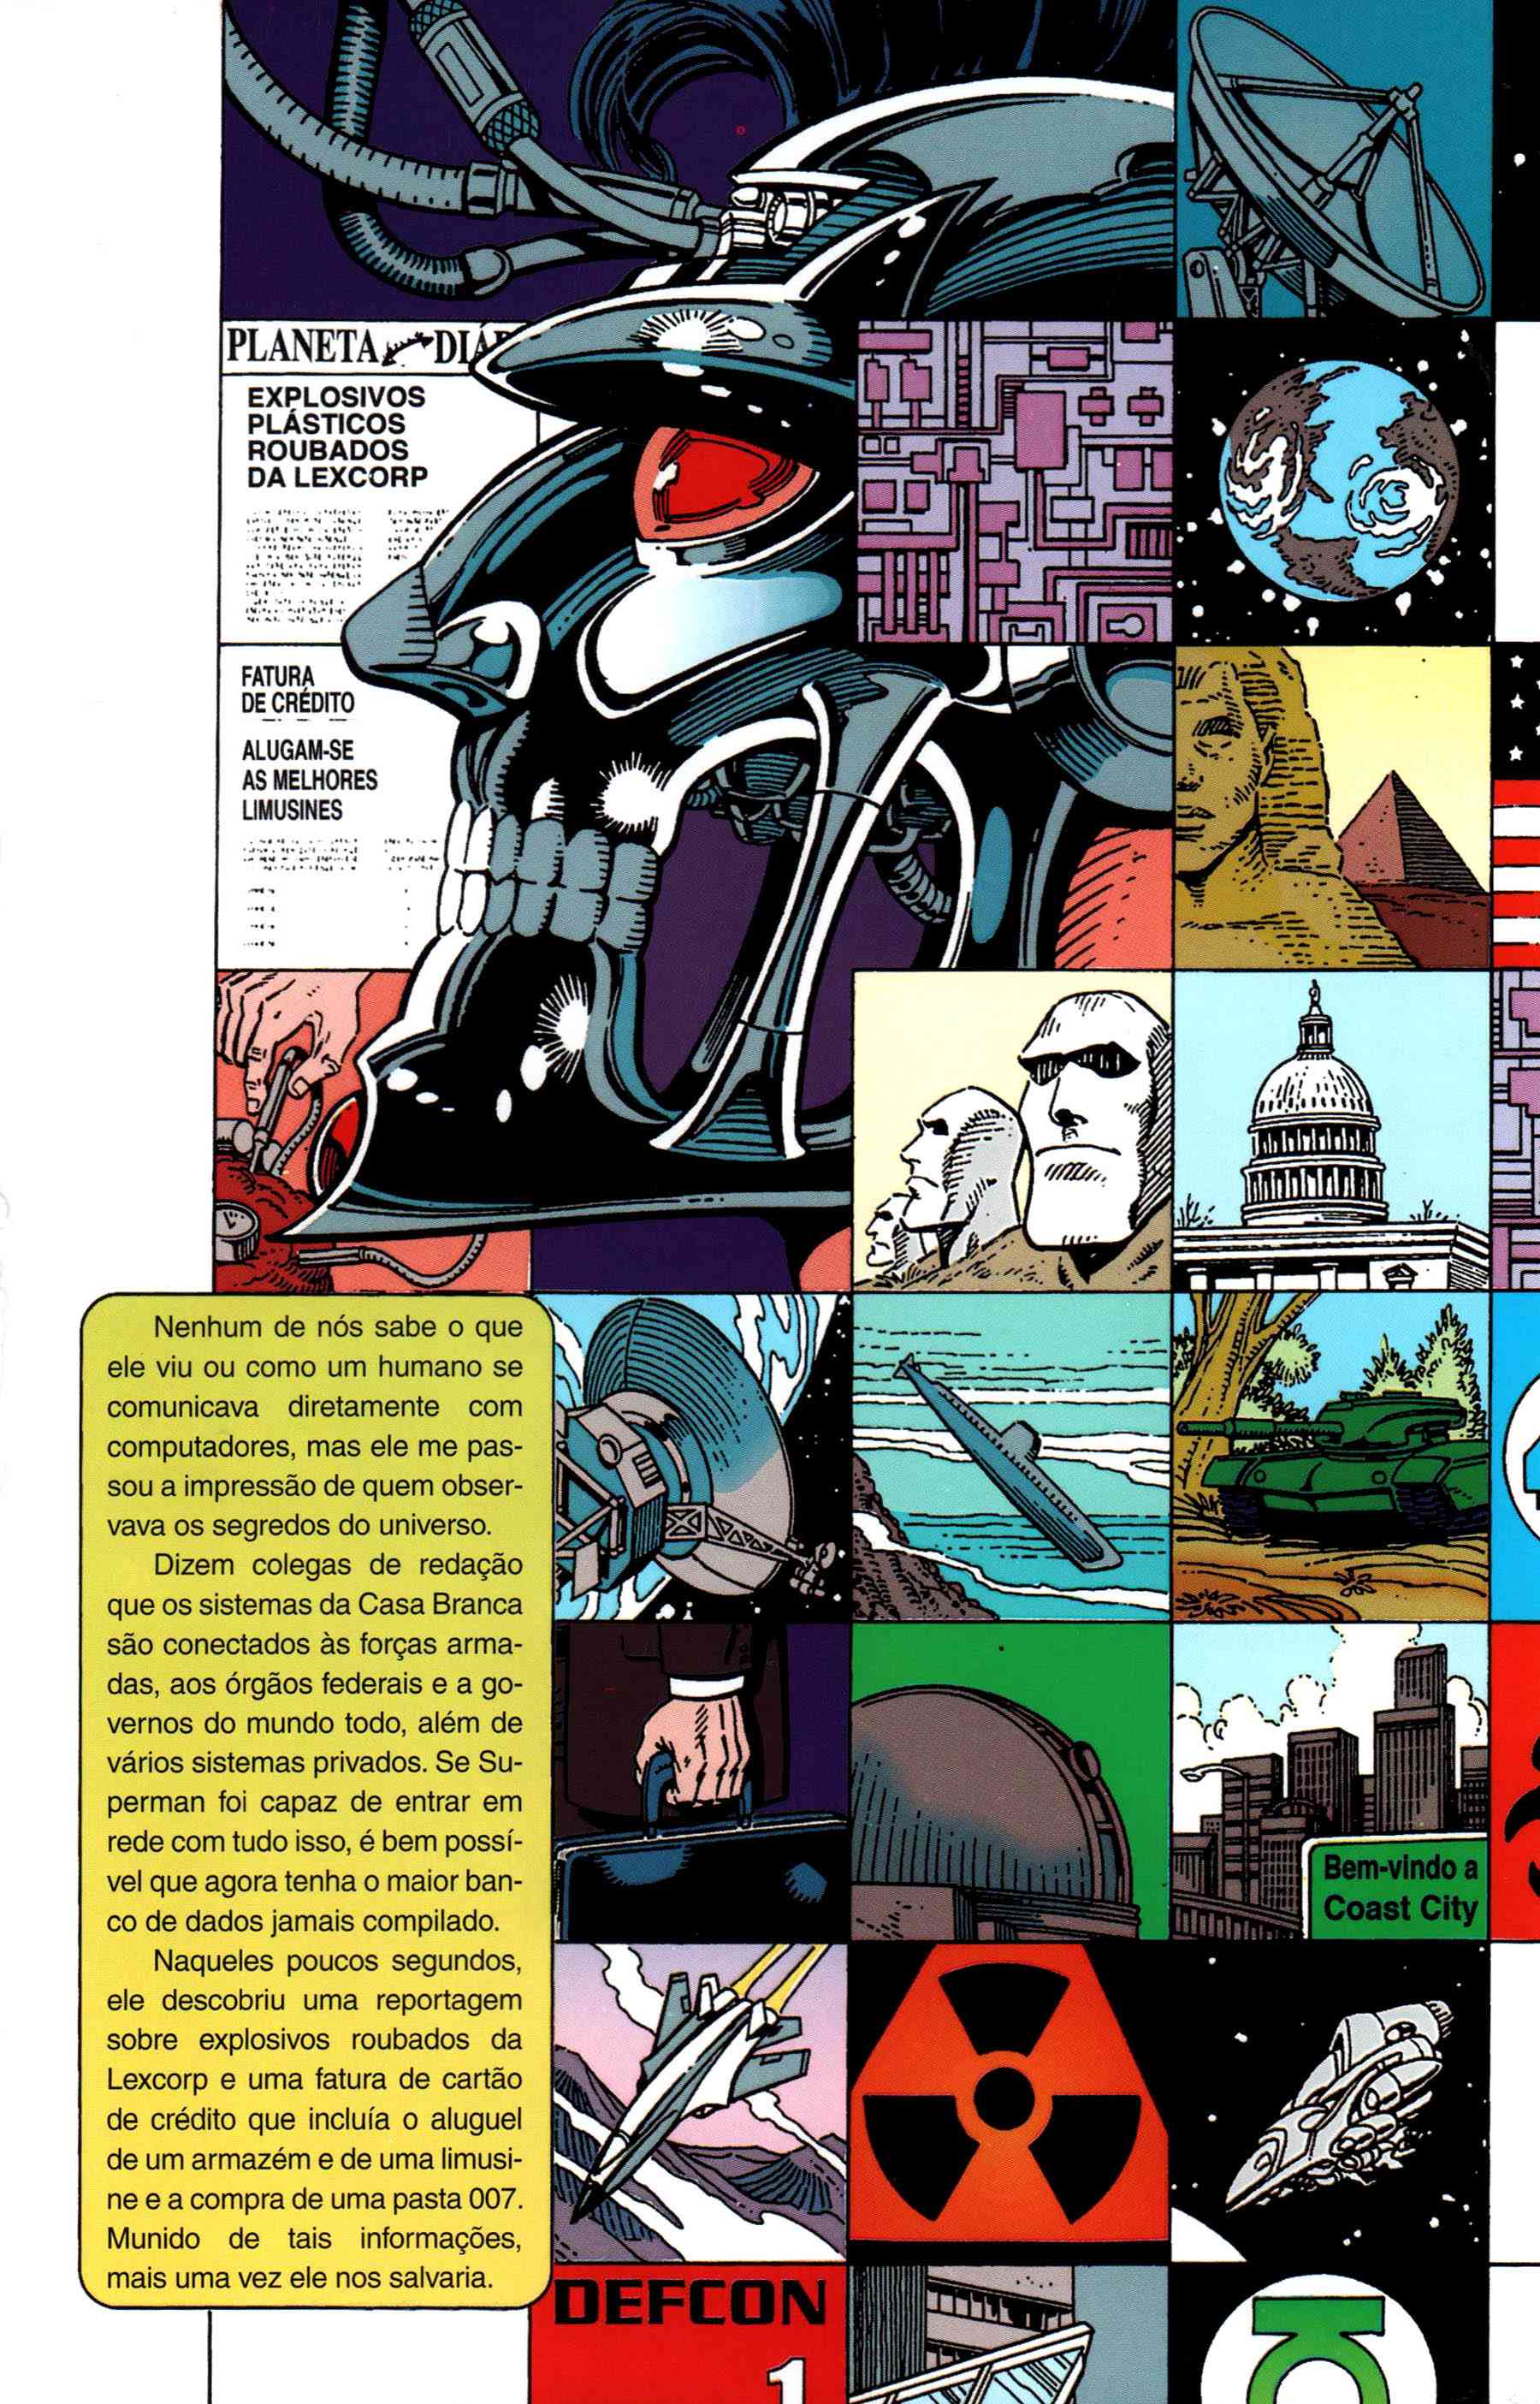 PLANETA DIÁ
EXPLOSIVOS
PLÁSTICOS
ROUBADOS
DA LEXCORP
FATURA
DE CRÉDITO
ALUGAM-SE
AS MELHORES
LIMUSINES
Nenhum de nós sabe o que
ele viu ou como um humano se
comunicava diretamente com
computadores, mas ele me pas-
sou a impressão de quem obser-
vava os segredos do universo.
Dizem colegas de redação
que os sistemas da Casa Branca
são conectados às forças arma-
das, aos órgãos federais e a go-
vernos do mundo todo, além de
vários sistemas privados. Se Su-
perman foi capaz de entrar em
rede com tudo isso, é bem possí-
vel que agora tenha o maior ban-
co de dados jamais compilado.
Naqueles poucos segundos,
ele descobriu uma reportagem
sobre explosivos roubados da
Lexcorp e uma fatura de cartão
de crédito que incluía o aluguel
de um armazém e de uma limusi-
ne e a compra de uma pasta 007.
Munido de tais informações,
mais uma vez ele nos salvaria.
Bem-vindo a
Coast City
DEFCON
1